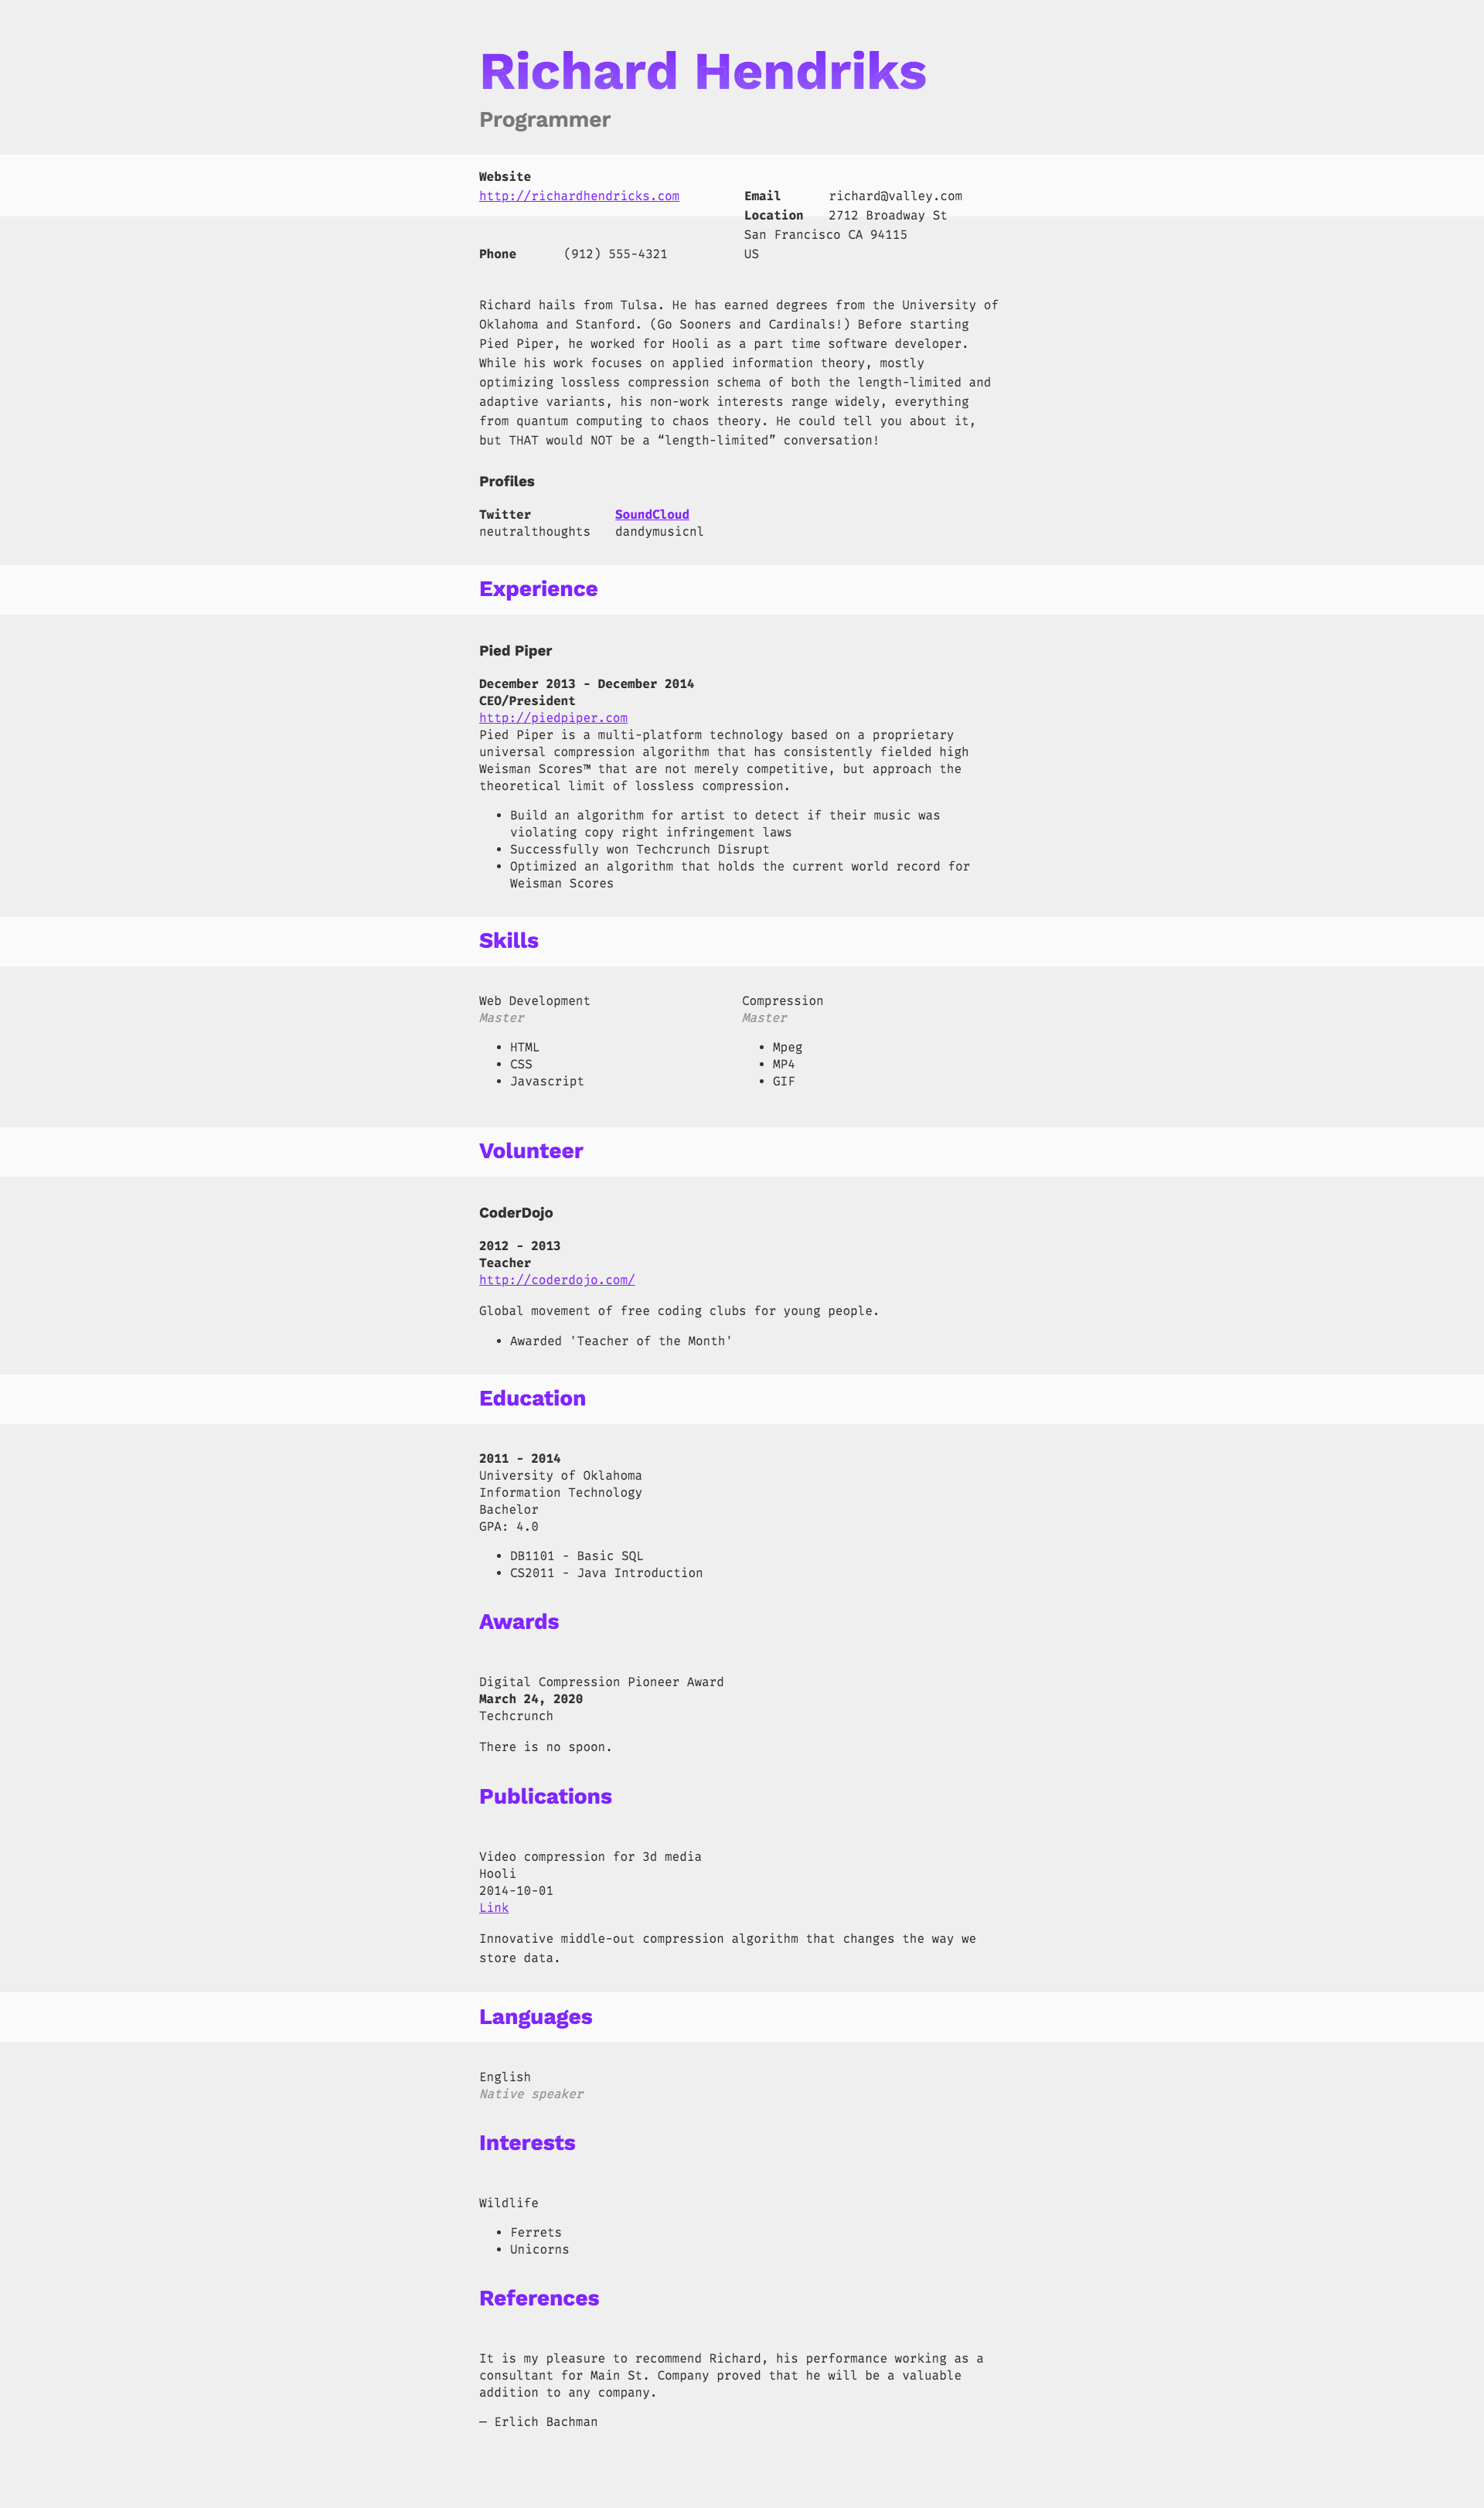 Richard Hendriks
Programmer
Website
http://richardhendricks.com
Email richard@valley.com
Location 2712 Broadway St
San Francisco CA 94115
US
Phone (912) 555-4321
Richard hails from Tulsa. He has earned degrees from the University of
Oklahoma and Stanford. (Go Sooners and Cardinals!) Before starting
Pied Piper, he worked for Hooli as a part time software developer.
While his work focuses on applied information theory, mostly
optimizing lossless compression schema of both the length-limited and
adaptive variants, his non-work interests range widely, everything
from quantum computing to chaos theory. He could tell you about it,
but THAT would NOT be a “length-limited” conversation!
Profiles
Twitter SoundCloud
neutralthoughts dandymusicnl
Experience
Pied Piper
December 2013 - December 2014
CEO/President
http://piedpiper.com
Pied Piper is a multi-platform technology based on a proprietary
universal compression algorithm that has consistently fielded high
Weisman Scores™ that are not merely competitive, but approach the
theoretical limit of lossless compression.
• Build an algorithm for artist to detect if their music was
violating copy right infringement laws
• Successfully won Techcrunch Disrupt
• Optimized an algorithm that holds the current world record for
Weisman Scores
Skills
Web Development
Master
• HTML
• CSS
• Javascript
Compression
Master
• Mpeg
• MP4
• GIF
Volunteer
CoderDojo
2012 - 2013
Teacher
http://coderdojo.com/
Global movement of free coding clubs for young people.
• Awarded 'Teacher of the Month'
Education
2011 - 2014
University of Oklahoma
Information Technology
Bachelor
GPA: 4.0
• DB1101 - Basic SQL
• CS2011 - Java Introduction
Awards
Digital Compression Pioneer Award
March 24, 2020
Techcrunch
There is no spoon.
Publications
Video compression for 3d media
Hooli
2014-10-01
Link
Innovative middle-out compression algorithm that changes the way we
store data.
Languages
English
Native speaker
Interests
Wildlife
• Ferrets
• Unicorns
References
It is my pleasure to recommend Richard, his performance working as a
consultant for Main St. Company proved that he will be a valuable
addition to any company.
— Erlich Bachman